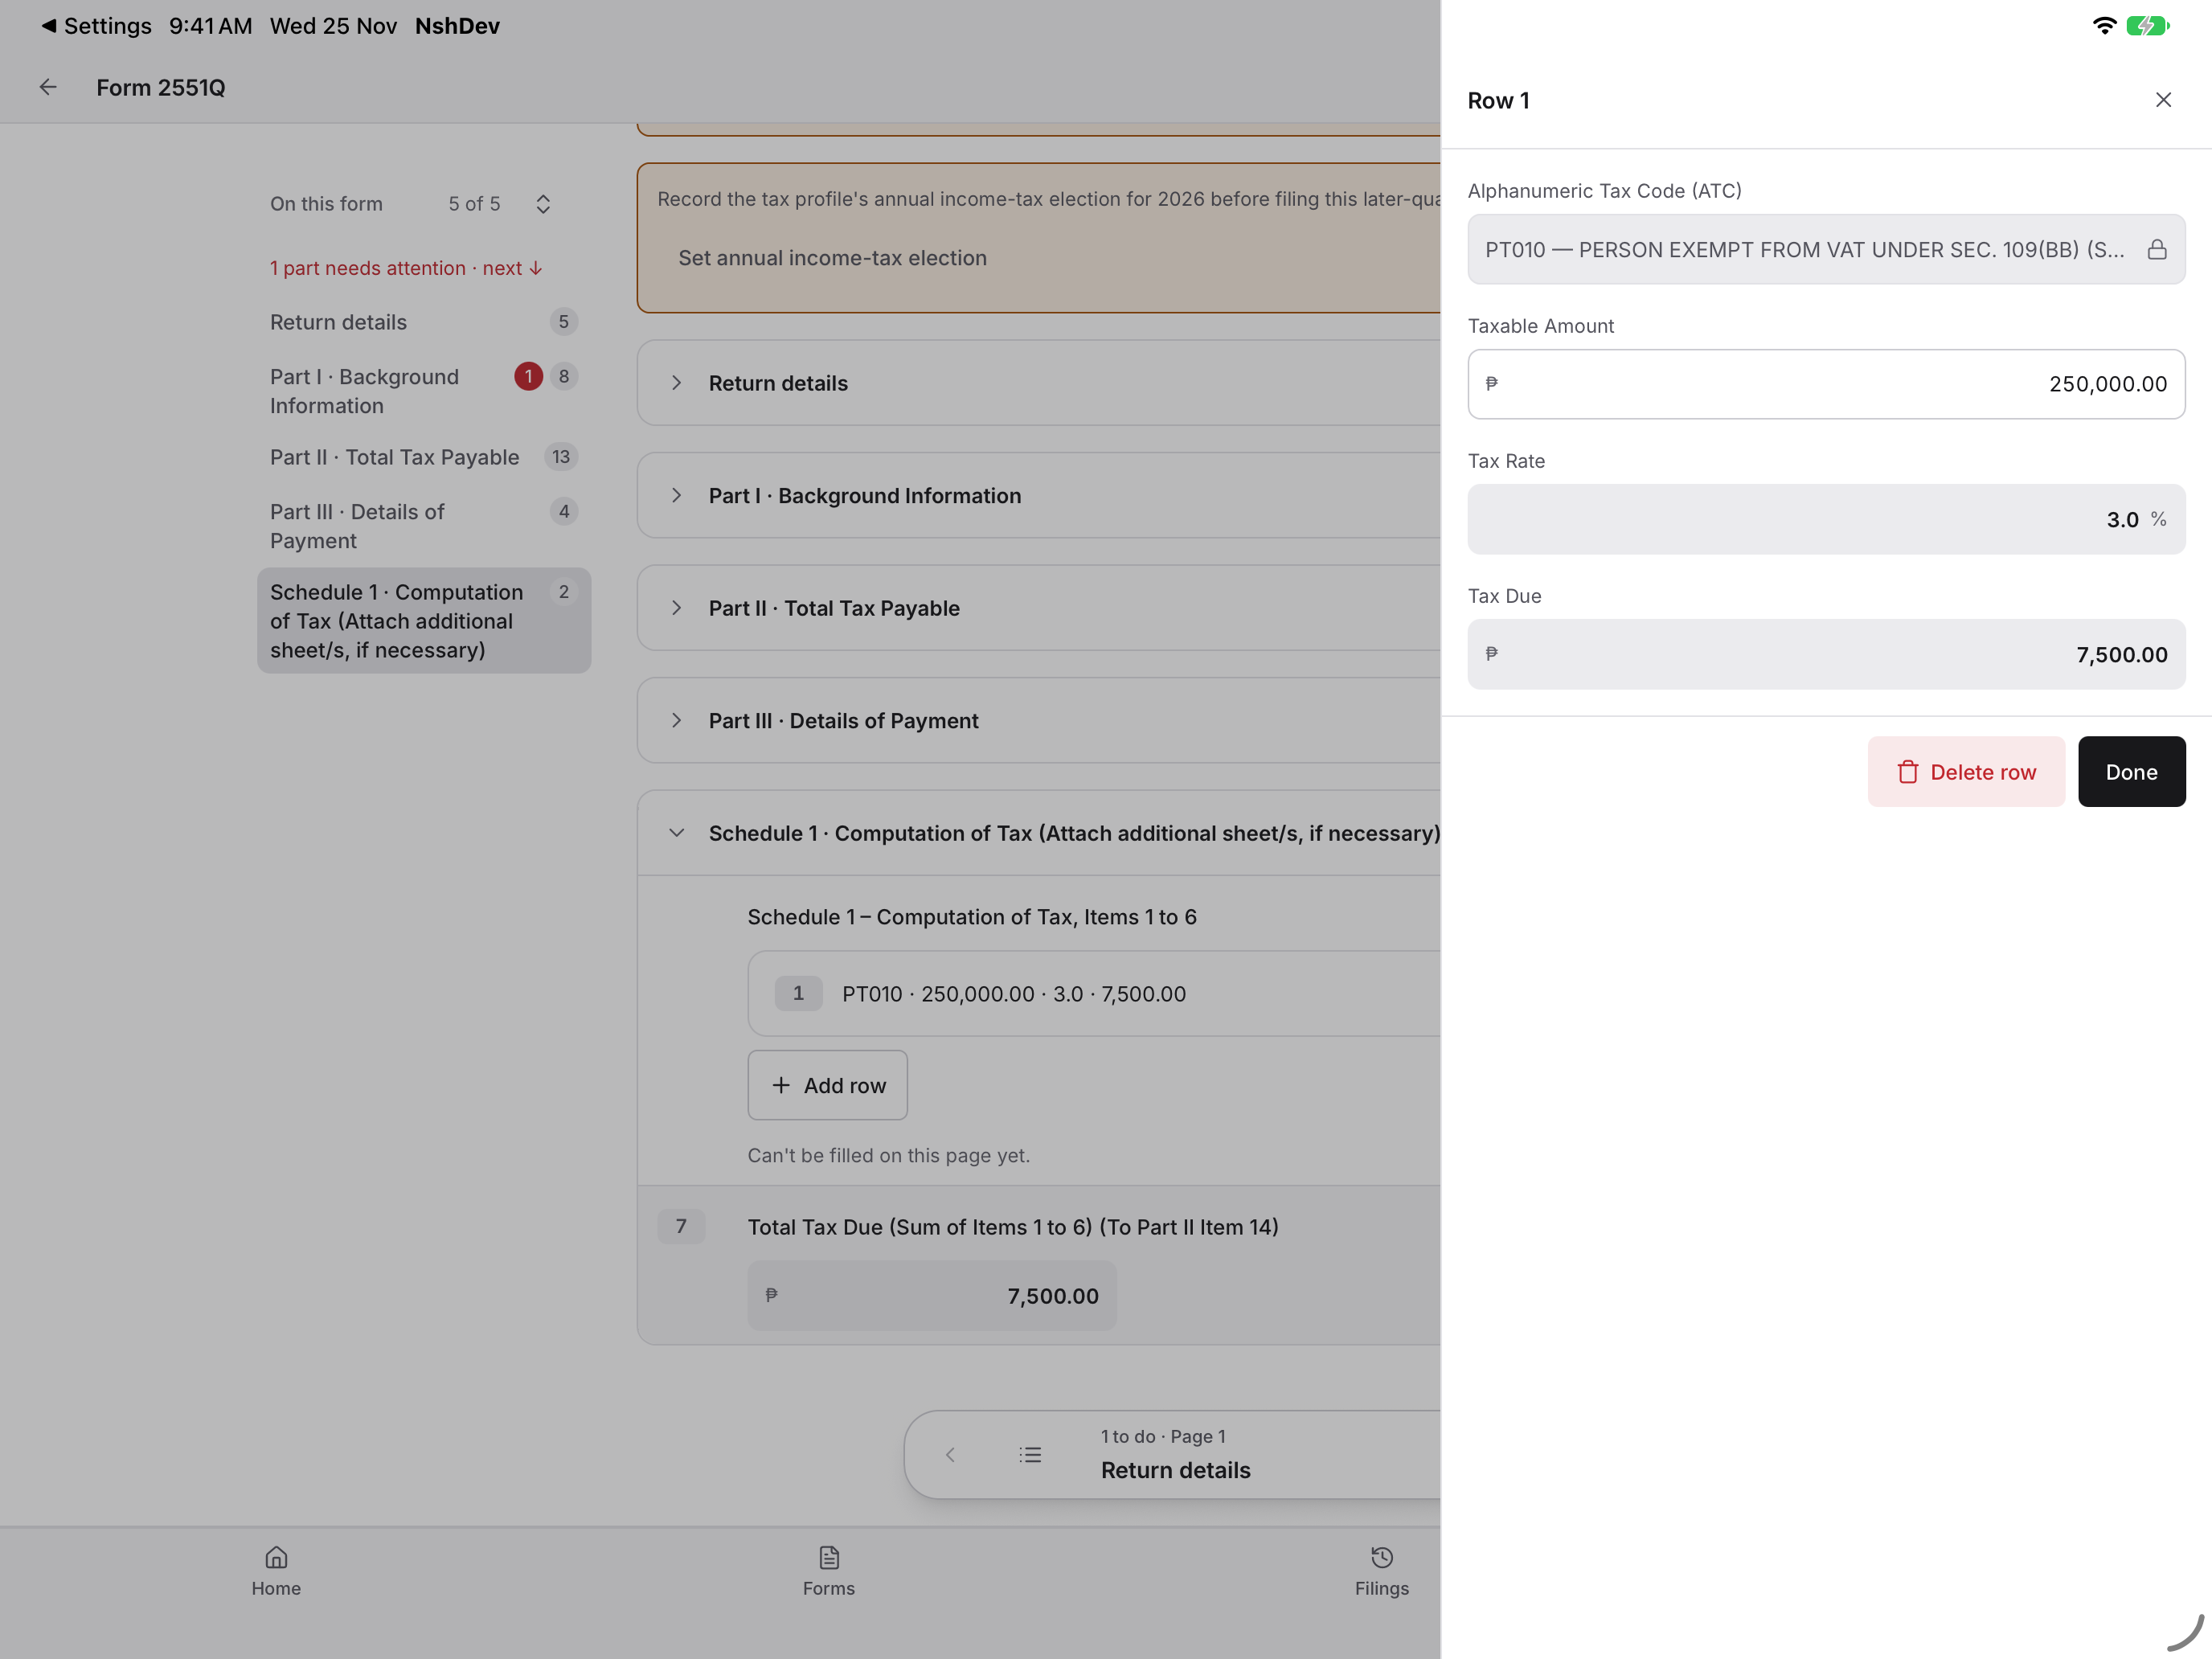 ◀ Settings 9:41 AM Wed 25 Nov NshDev
Form 2551Q
On this form 5 of 5
1 part needs attention · next ↓
Return details 5
Part I · Background Information 1 8
Part II · Total Tax Payable 13
Part III · Details of Payment 4
Schedule 1 · Computation 2
of Tax (Attach additional
sheet/s, if necessary)
Record the tax profile's annual income-tax election for 2026 before filing this later-qua
Set annual income-tax election
Return details
Part I · Background Information
Part II · Total Tax Payable
Part III · Details of Payment
Schedule 1 · Computation of Tax (Attach additional sheet/s, if necessary)
Schedule 1 – Computation of Tax, Items 1 to 6
1 PT010 · 250,000.00 · 3.0 · 7,500.00
+ Add row
Can't be filled on this page yet.
7 Total Tax Due (Sum of Items 1 to 6) (To Part II Item 14)
₱ 7,500.00
1 to do · Page 1
Return details
Home
Forms
Filings
Row 1
Alphanumeric Tax Code (ATC)
PT010 — PERSON EXEMPT FROM VAT UNDER SEC. 109(BB) (S...
Taxable Amount
₱ 250,000.00
Tax Rate
3.0 %
Tax Due
₱ 7,500.00
Delete row
Done